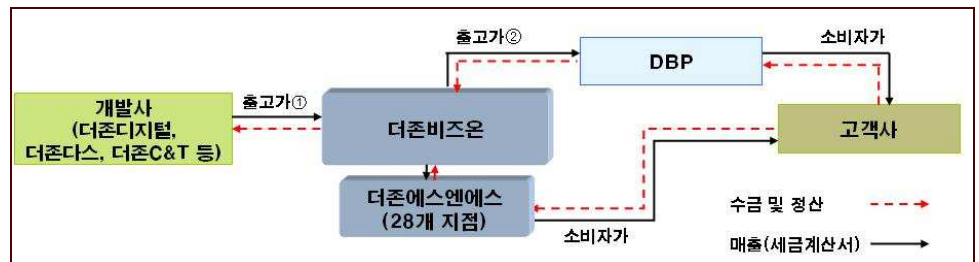 출고가②
소비자가
DBP
개발사
(더존디지털,
더존다스, 더존C&T 등)
출고가①
더존비즈온
고객사
더존에스엔에스
(28개 지점)
소비자가
수금 및 정산
매출(세금계산서)